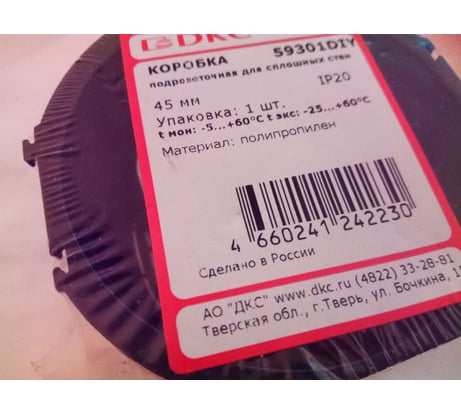 DKC
КОРОБКА 59301DIY
подрозеточная для сплошных стен
45 мм IP20
Упаковка: 1 шт.
t мон: -5...+60°С t экс: -25...+60°С
Материал: полипропилен
4 660241 242230
Сделано в России
АО "ДКС" www.dkc.ru (4822) 33-28-81
Тверская обл., г.Тверь, ул. Бочкина, 1